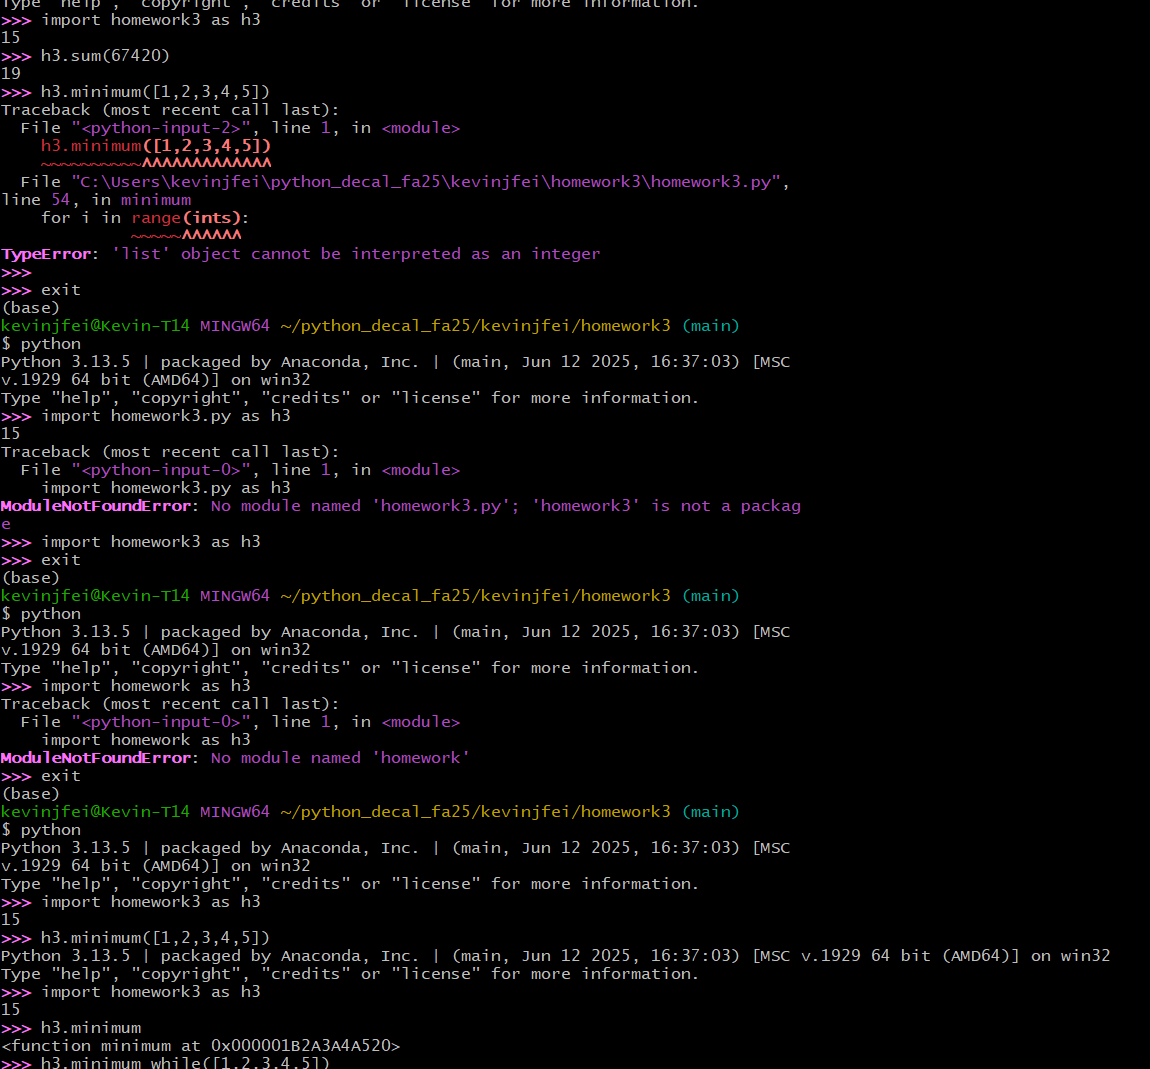 Type "help", "copyright", "credits" or "license" for more information.
>>> import homework3 as h3
15
>>> h3.sum(67420)
19
>>> h3.minimum([1,2,3,4,5])
Traceback (most recent call last):
  File "<python-input-2>", line 1, in <module>
    h3.minimum([1,2,3,4,5])
    ~~~~~~~~~~^^^^^^^^^^^^^
  File "C:\Users\kevinjfei\python_decal_fa25\kevinjfei\homework3\homework3.py",
line 54, in minimum
    for i in range(ints):
             ~~~~~^^^^^^
TypeError: 'list' object cannot be interpreted as an integer
>>>
>>> exit
(base)
kevinjfei@Kevin-T14 MINGW64 ~/python_decal_fa25/kevinjfei/homework3 (main)
$ python
Python 3.13.5 | packaged by Anaconda, Inc. | (main, Jun 12 2025, 16:37:03) [MSC
v.1929 64 bit (AMD64)] on win32
Type "help", "copyright", "credits" or "license" for more information.
>>> import homework3.py as h3
15
Traceback (most recent call last):
  File "<python-input-0>", line 1, in <module>
    import homework3.py as h3
ModuleNotFoundError: No module named 'homework3.py'; 'homework3' is not a packag
e
>>> import homework3 as h3
>>> exit
(base)
kevinjfei@Kevin-T14 MINGW64 ~/python_decal_fa25/kevinjfei/homework3 (main)
$ python
Python 3.13.5 | packaged by Anaconda, Inc. | (main, Jun 12 2025, 16:37:03) [MSC
v.1929 64 bit (AMD64)] on win32
Type "help", "copyright", "credits" or "license" for more information.
>>> import homework as h3
Traceback (most recent call last):
  File "<python-input-0>", line 1, in <module>
    import homework as h3
ModuleNotFoundError: No module named 'homework'
>>> exit
(base)
kevinjfei@Kevin-T14 MINGW64 ~/python_decal_fa25/kevinjfei/homework3 (main)
$ python
Python 3.13.5 | packaged by Anaconda, Inc. | (main, Jun 12 2025, 16:37:03) [MSC
v.1929 64 bit (AMD64)] on win32
Type "help", "copyright", "credits" or "license" for more information.
>>> import homework3 as h3
15
>>> h3.minimum([1,2,3,4,5])
Python 3.13.5 | packaged by Anaconda, Inc. | (main, Jun 12 2025, 16:37:03) [MSC v.1929 64 bit (AMD64)] on win32
Type "help", "copyright", "credits" or "license" for more information.
>>> import homework3 as h3
15
>>> h3.minimum
<function minimum at 0x000001B2A3A4A520>
>>> h3.minimum_while([1,2,3,4,5])